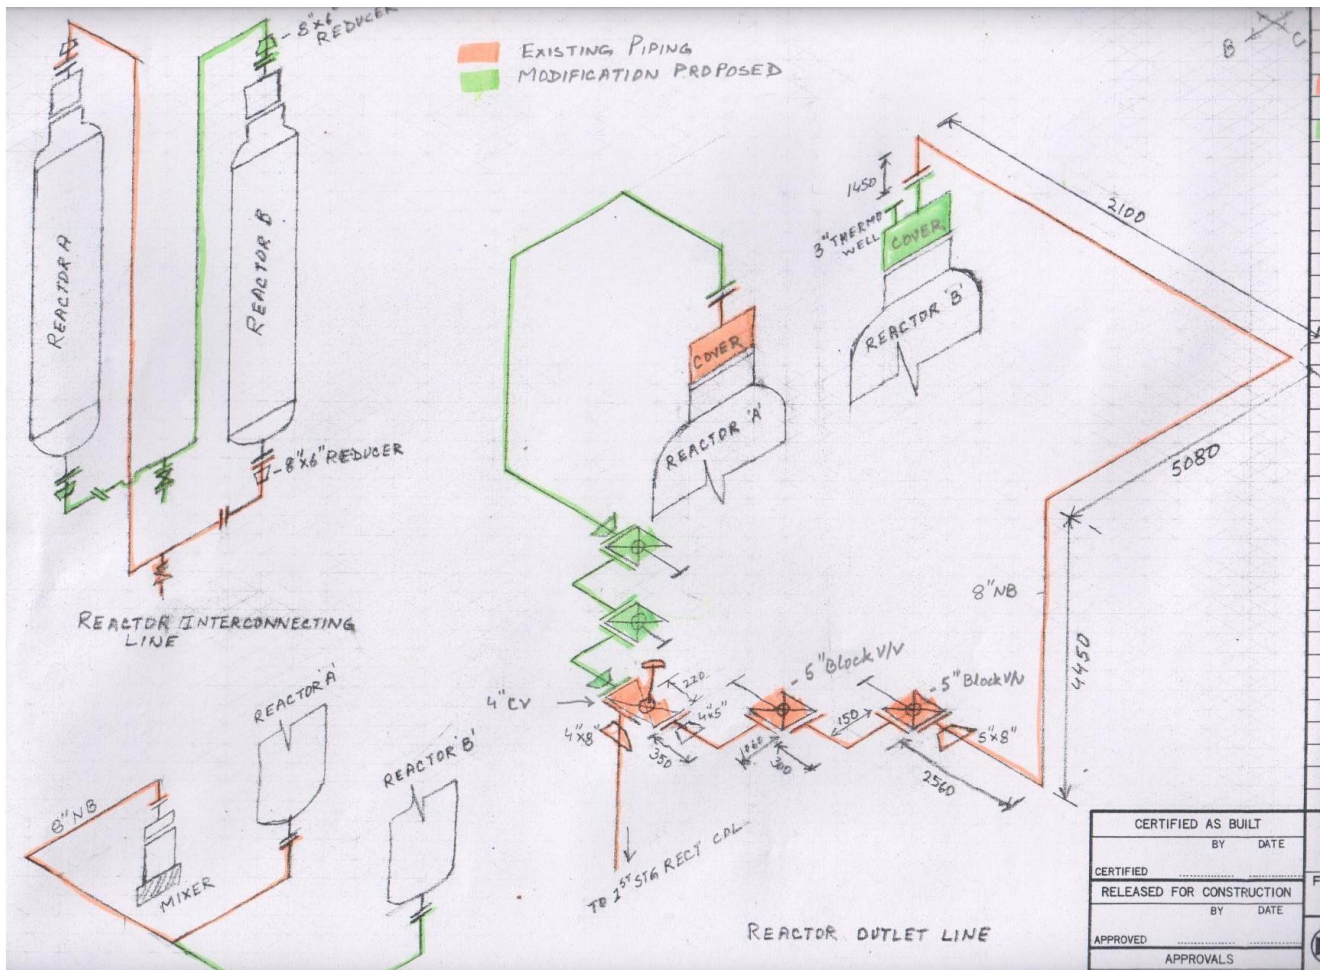 8"x6"
REDUCER
EXISTING PIPING
MODIFICATION PROPOSED
B
C
REACTOR A
REACTOR B
8"x6" REDUCER
REACTOR INTERCONNECTING
LINE
1450
3" THERMO
WELL
COVER
REACTOR 'B'
2100
COVER
REACTOR 'A'
5080
8"NB
4450
5" Block V/V
5" Block V/V
4" CV
220
4"x8"
4"x5"
350
1060
300
150
5"x8"
2560
TO 1ST STG RECT COL.
REACTOR OUTLET LINE
REACTOR 'A'
REACTOR 'B'
8"NB
MIXER
CERTIFIED AS BUILT
BY DATE
CERTIFIED
RELEASED FOR CONSTRUCTION
BY DATE
APPROVED
APPROVALS